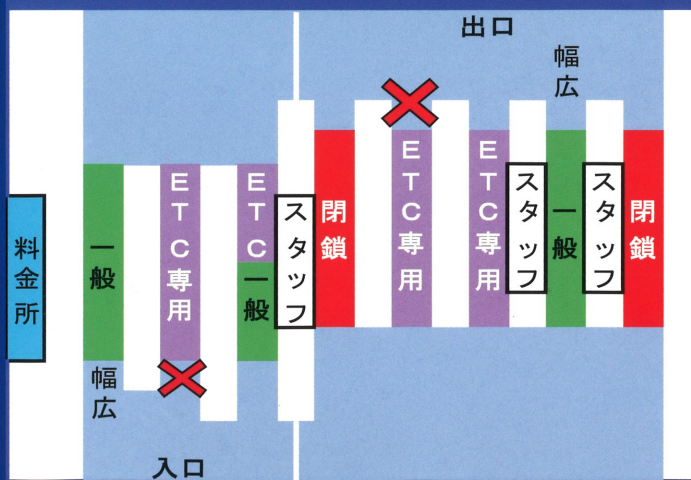 出口
幅広
料金所
一般
ETC専用
ETC
一般
スタッフ
閉鎖
ETC専用
ETC専用
スタッフ
一般
スタッフ
閉鎖
幅広
入口